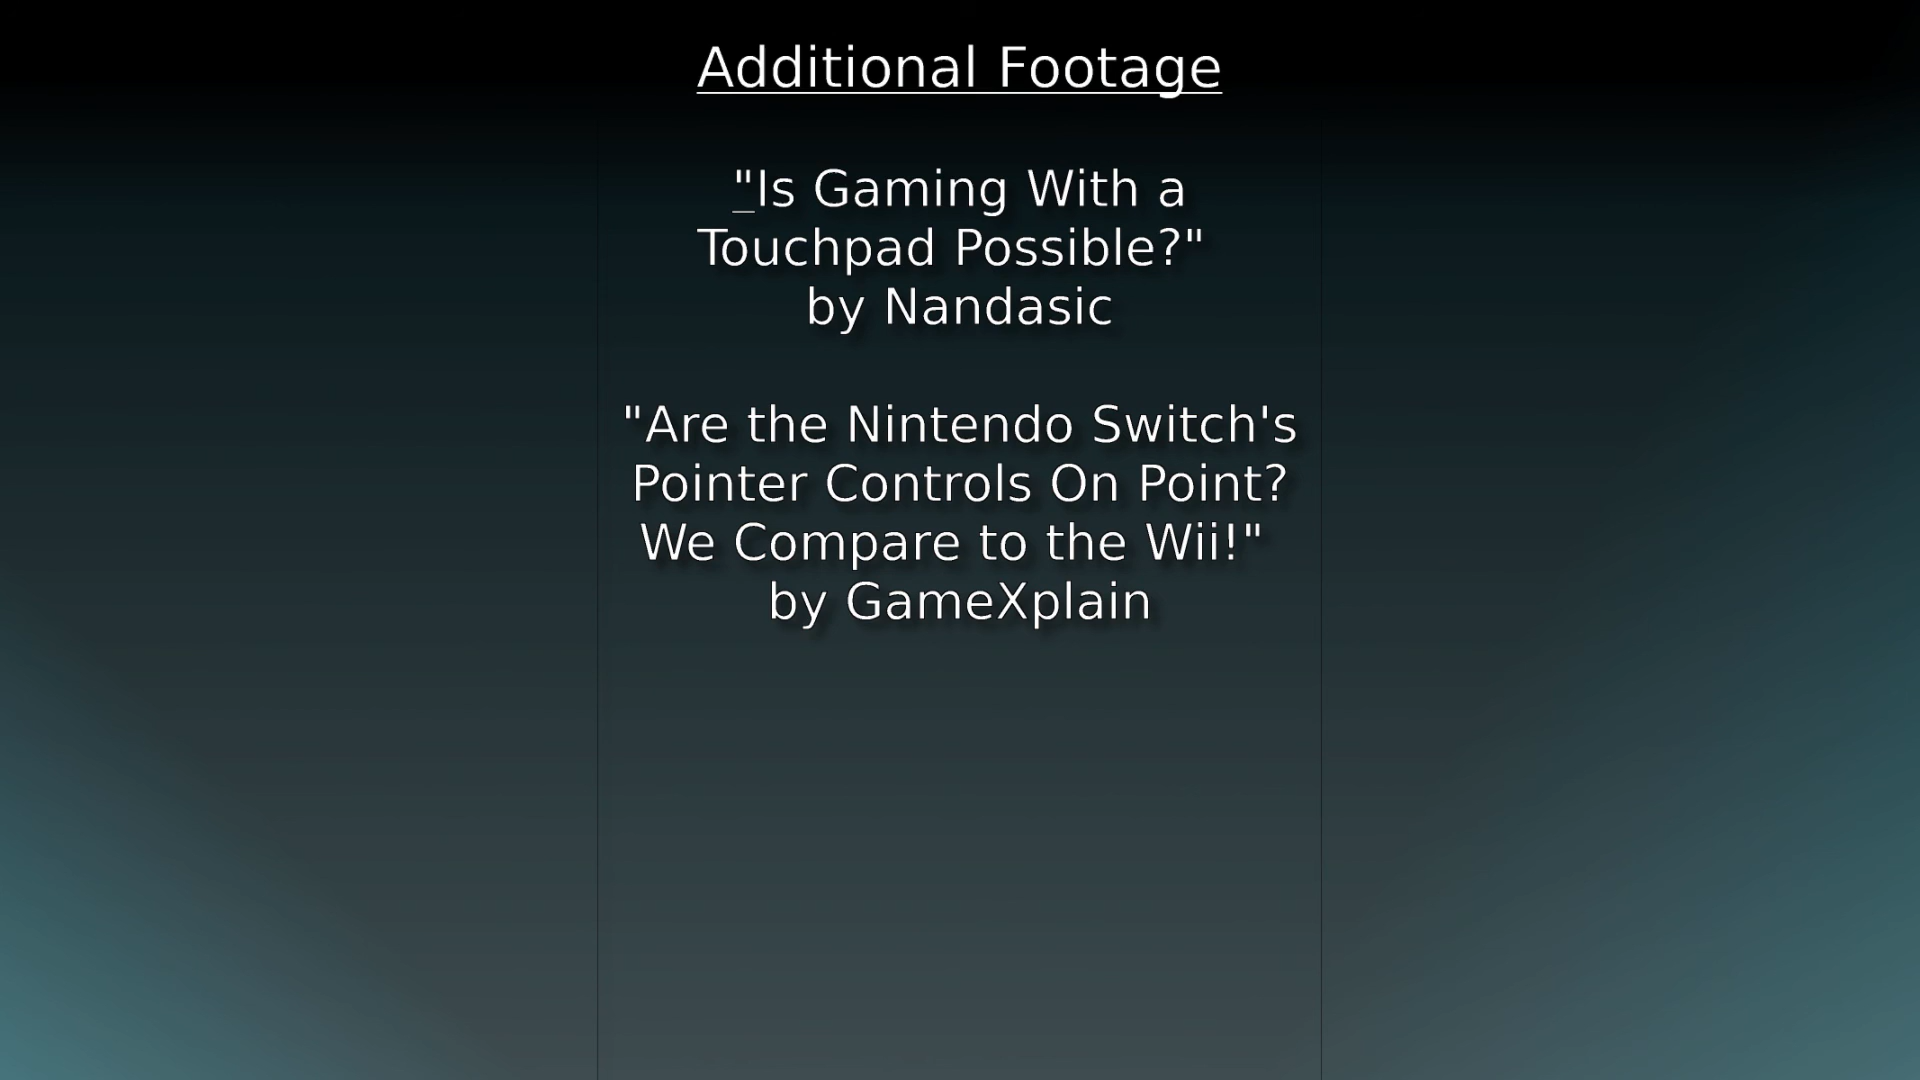 Additional Footage
"Is Gaming With a
Touchpad Possible?"
by Nandasic
"Are the Nintendo Switch's
Pointer Controls On Point?
We Compare to the Wii!"
by GameXplain